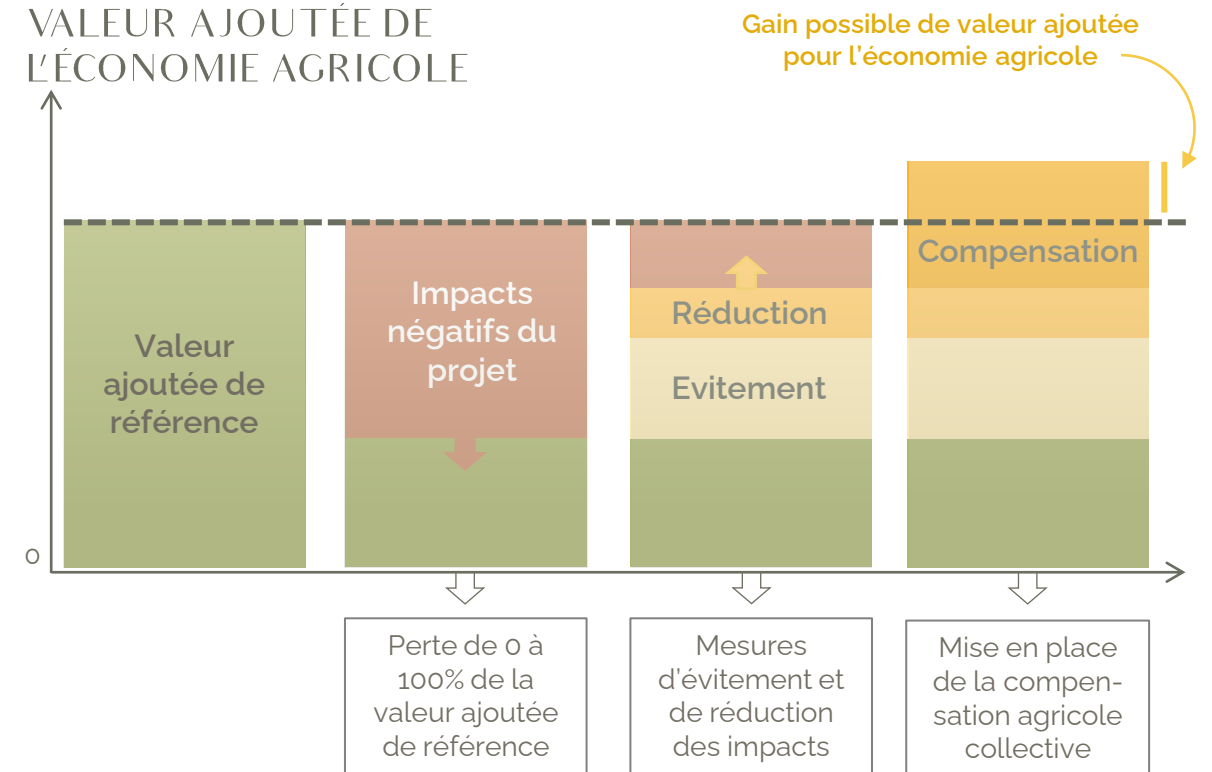 VALEUR AJOUTÉE DE
L'ÉCONOMIE AGRICOLE
Gain possible de valeur ajoutée
pour l'économie agricole
Valeur
ajoutée de
référence
Impacts
négatifs du
projet
Réduction
Evitement
Compensation
0
Perte de 0 à
100% de la
valeur ajoutée
de référence
Mesures
d'évitement et
de réduction
des impacts
Mise en place
de la compen-
sation agricole
collective